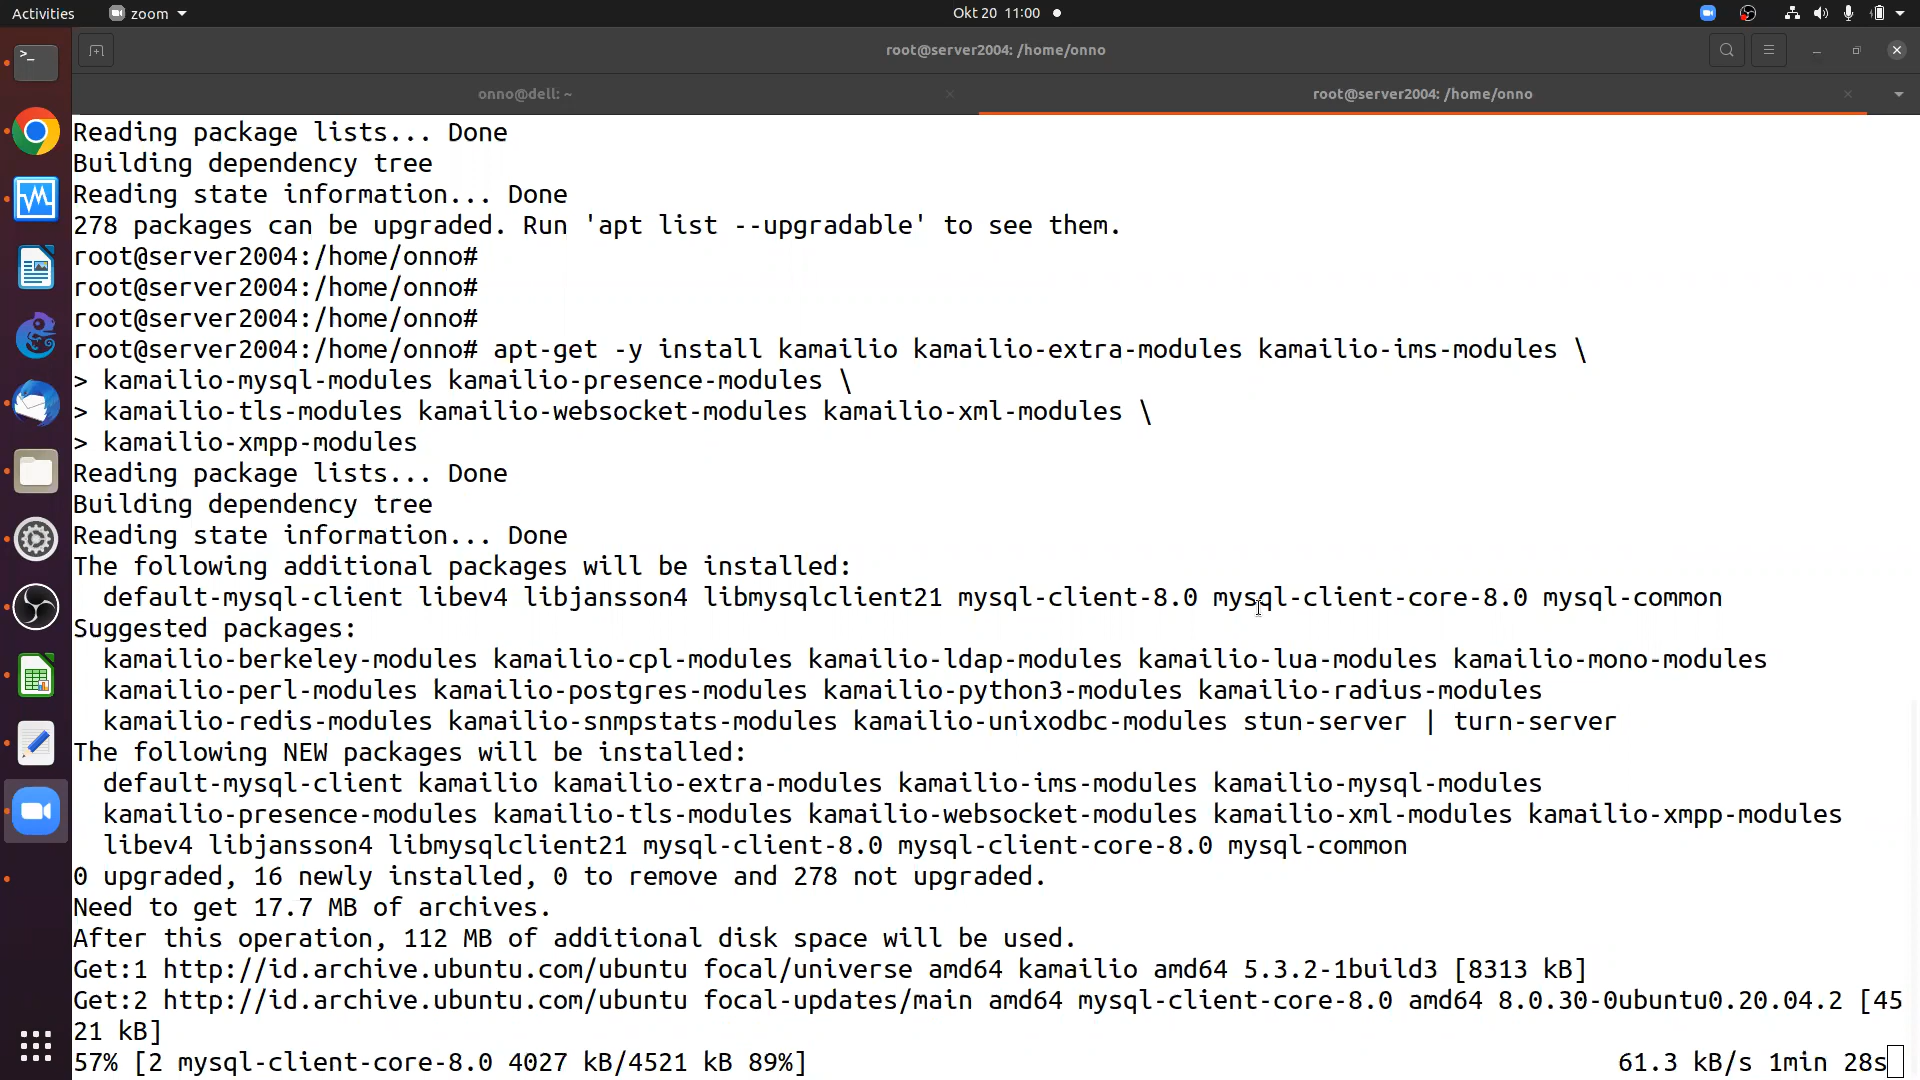 Activities
zoom
Okt 20 11:00
root@server2004: /home/onno
onno@dell: ~
root@server2004: /home/onno
Reading package lists... Done
Building dependency tree
Reading state information... Done
278 packages can be upgraded. Run 'apt list --upgradable' to see them.
root@server2004:/home/onno#
root@server2004:/home/onno#
root@server2004:/home/onno#
root@server2004:/home/onno# apt-get -y install kamailio kamailio-extra-modules kamailio-ims-modules \
> kamailio-mysql-modules kamailio-presence-modules \
> kamailio-tls-modules kamailio-websocket-modules kamailio-xml-modules \
> kamailio-xmpp-modules
Reading package lists... Done
Building dependency tree
Reading state information... Done
The following additional packages will be installed:
default-mysql-client libev4 libjansson4 libmysqlclient21 mysql-client-8.0 mysql-client-core-8.0 mysql-common
Suggested packages:
kamailio-berkeley-modules kamailio-cpl-modules kamailio-ldap-modules kamailio-lua-modules kamailio-mono-modules
kamailio-perl-modules kamailio-postgres-modules kamailio-python3-modules kamailio-radius-modules
kamailio-redis-modules kamailio-snmpstats-modules kamailio-unixodbc-modules stun-server | turn-server
The following NEW packages will be installed:
default-mysql-client kamailio kamailio-extra-modules kamailio-ims-modules kamailio-mysql-modules
kamailio-presence-modules kamailio-tls-modules kamailio-websocket-modules kamailio-xml-modules kamailio-xmpp-modules
libev4 libjansson4 libmysqlclient21 mysql-client-8.0 mysql-client-core-8.0 mysql-common
0 upgraded, 16 newly installed, 0 to remove and 278 not upgraded.
Need to get 17.7 MB of archives.
After this operation, 112 MB of additional disk space will be used.
Get:1 http://id.archive.ubuntu.com/ubuntu focal/universe amd64 kamailio amd64 5.3.2-1build3 [8313 kB]
Get:2 http://id.archive.ubuntu.com/ubuntu focal-updates/main amd64 mysql-client-core-8.0 amd64 8.0.30-0ubuntu0.20.04.2 [45
21 kB]
57% [2 mysql-client-core-8.0 4027 kB/4521 kB 89%] 61.3 kB/s 1min 28s